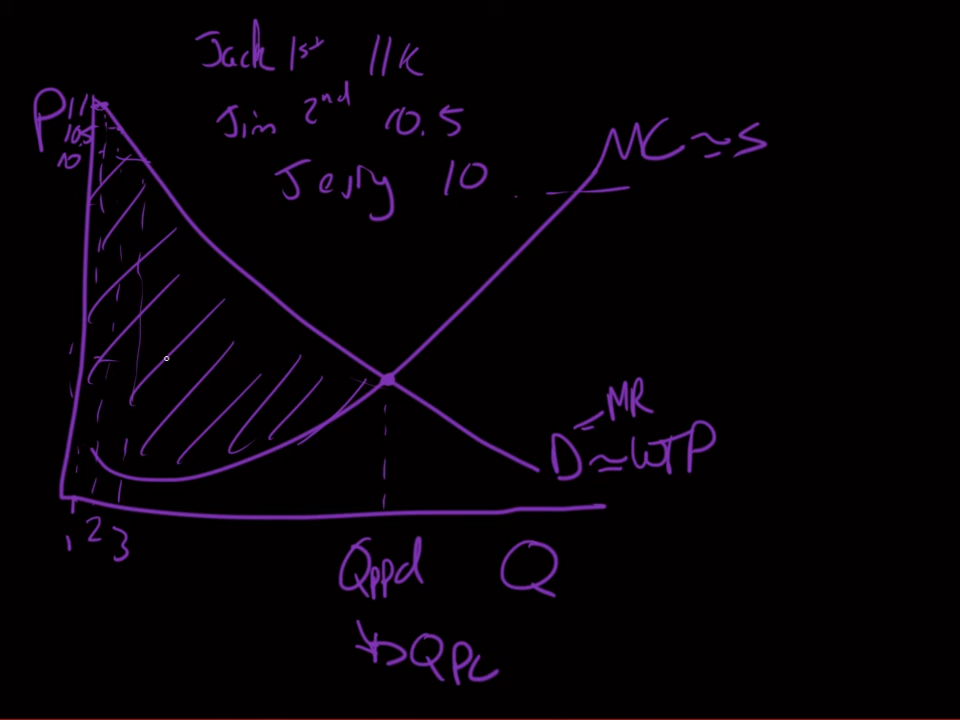 Jack 1st 11K
Jim 2nd 10.5
Jerry 10
P 11
10.5
10
MC ≃ S
= MR
D ≃ WTP
1 2 3
Qppd Q
↳ QPC